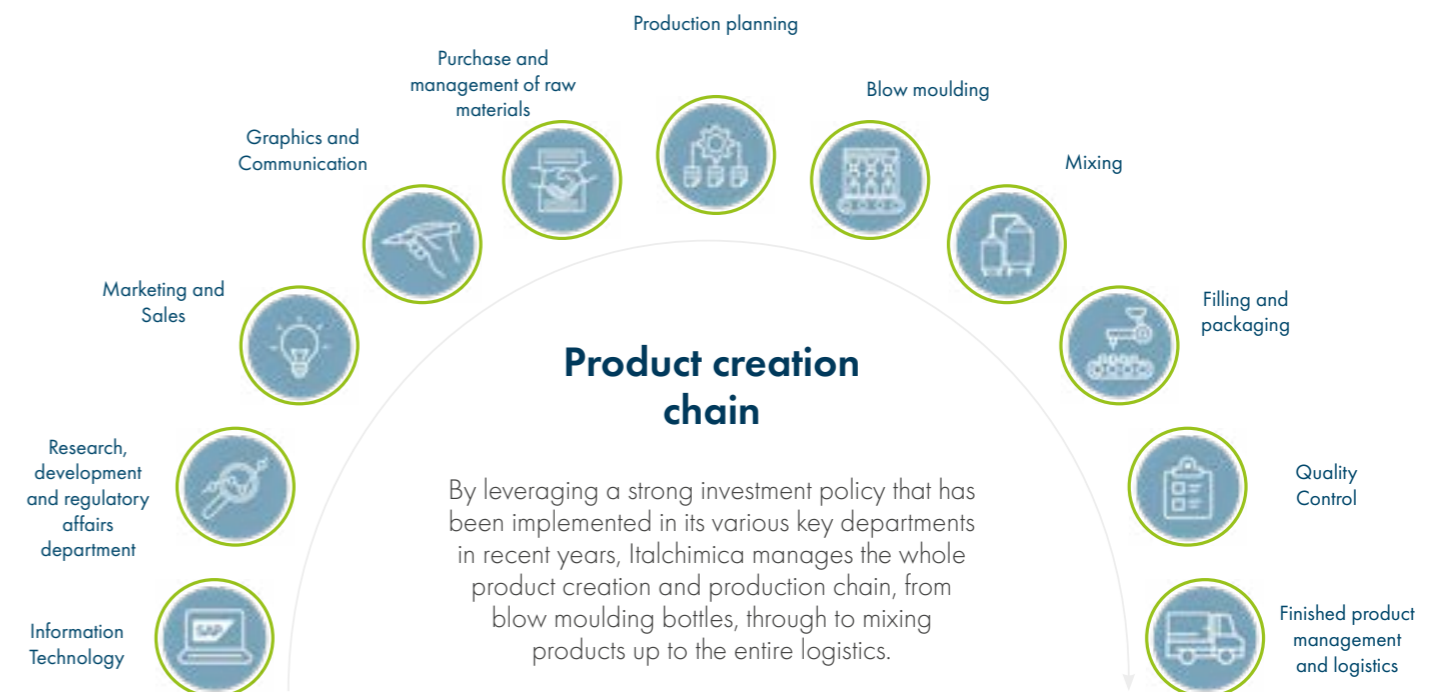 Production planning
Purchase and
management of raw
materials
Blow moulding
Graphics and
Communication
Mixing
Marketing and
Sales
Filling and
packaging
Product creation
chain
Research,
development
and regulatory
affairs
department
Quality
Control
By leveraging a strong investment policy that has
been implemented in its various key departments
in recent years, Italchimica manages the whole
product creation and production chain, from
blow moulding bottles, through to mixing
products up to the entire logistics.
Information
Technology
SAP
Finished product
management
and logistics